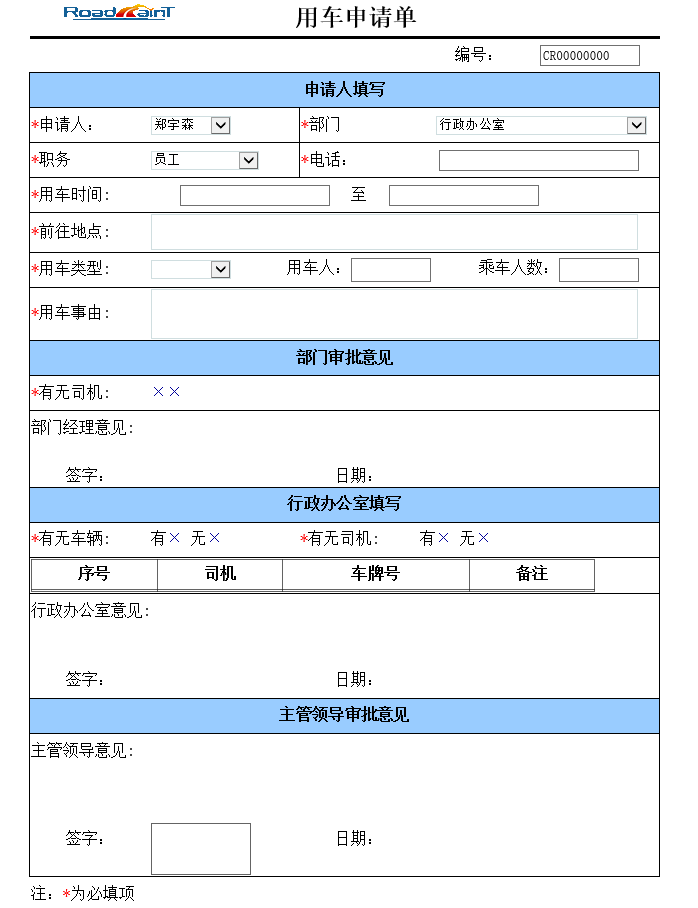 RoadMainT
用车申请单
编号： CR00000000
申请人填写
*申请人： 郑宇森 *部门 行政办公室
*职务 员工 *电话：
*用车时间： 至
*前往地点：
*用车类型： 用车人： 乘车人数：
*用车事由：
部门审批意见
*有无司机： ××
部门经理意见：
签字： 日期：
行政办公室填写
*有无车辆： 有× 无× *有无司机： 有× 无×
序号 司机 车牌号 备注
行政办公室意见：
签字： 日期：
主管领导审批意见
主管领导意见：
签字： 日期：
注：*为必填项